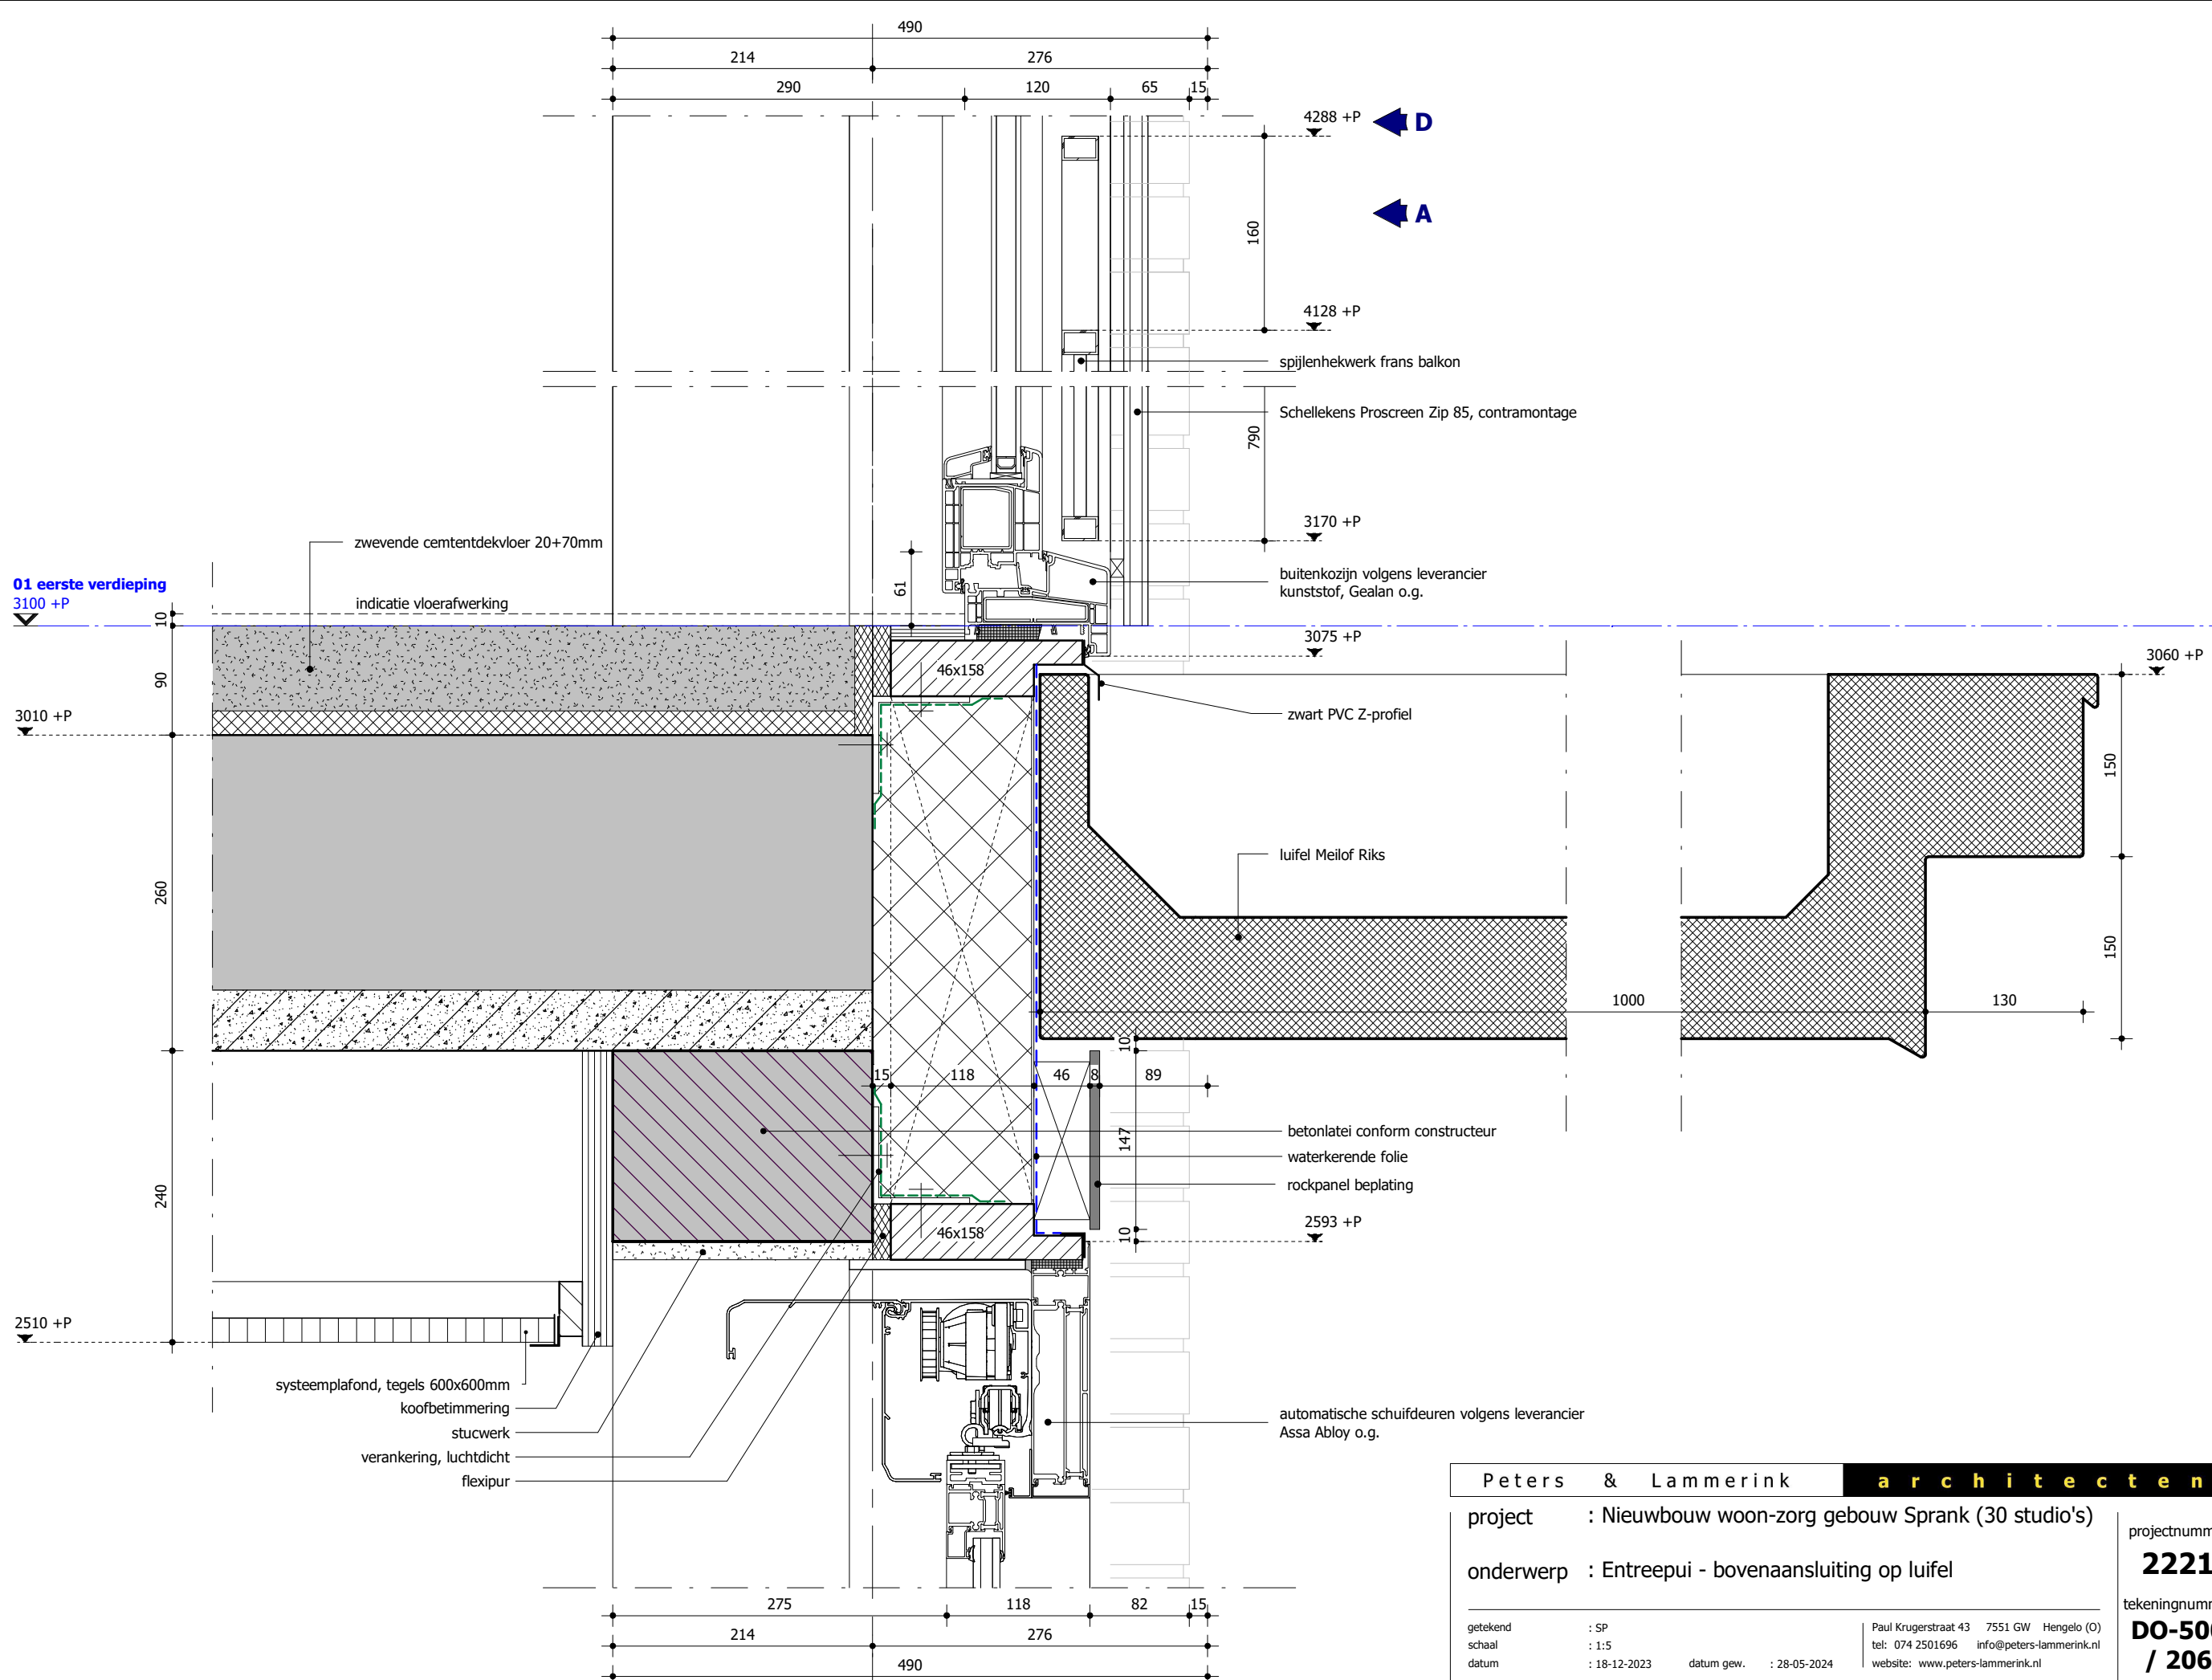 490
214 276
290 120 65 15
4288 +P D
A
160
4128 +P
spijlenhekwerk frans balkon
Schellekens Proscreen Zip 85, contramontage
790
3170 +P
zwevende cemtentdekvloer 20+70mm
buitenkozijn volgens leverancier
kunststof, Gealan o.g.
01 eerste verdieping
3100 +P
indicatie vloerafwerking
61
10
3075 +P
3060 +P
46x158
90
3010 +P
zwart PVC Z-profiel
150
luifel Meilof Riks
260
150
1000 130
10
15 118 46 8 89
betonlatei conform constructeur
147
waterkerende folie
rockpanel beplating
240
46x158
10
2593 +P
2510 +P
systeemplafond, tegels 600x600mm
koofbetimmering
stucwerk
verankering, luchtdicht
flexipur
automatische schuifdeuren volgens leverancier
Assa Abloy o.g.
275 118 82 15
214 276
490
Peters & Lammerink architecten
project : Nieuwbouw woon-zorg gebouw Sprank (30 studio's)
onderwerp : Entreepui - bovenaansluiting op luifel
getekend : SP
schaal : 1:5
datum : 18-12-2023 datum gew. : 28-05-2024
Paul Krugerstraat 43 7551 GW Hengelo (O)
tel: 074 2501696 info@peters-lammerink.nl
website: www.peters-lammerink.nl
2221
/ 206